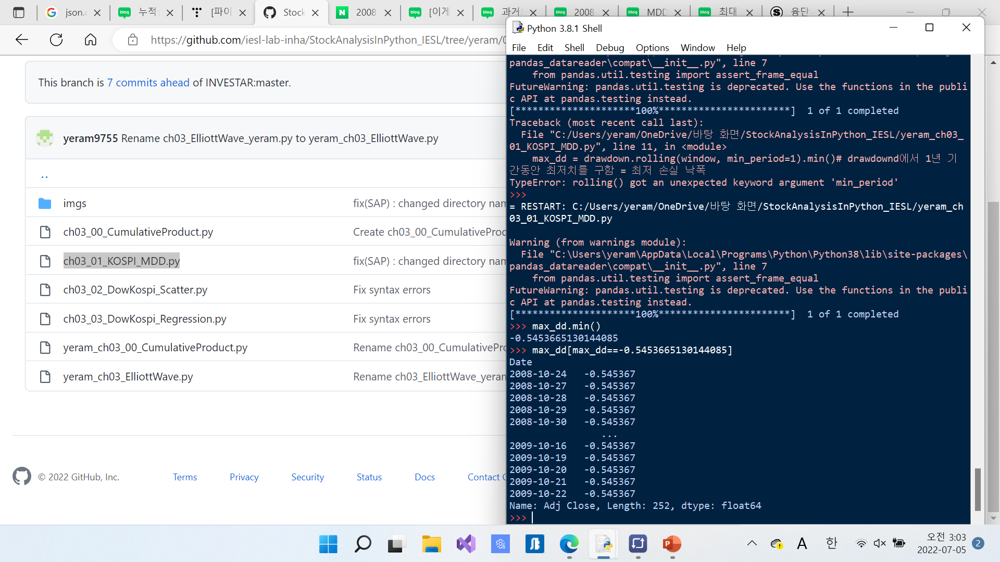 json.
누적
[파이
Stock
2008
[이게
과거
2008
MDD
최대
융단
https://github.com/iesl-lab-inha/StockAnalysisInPython_IESL/tree/yeram/0
This branch is 7 commits ahead of INVESTAR:master.
yeram9755 Rename ch03_ElliottWave_yeram.py to yeram_ch03_ElliottWave.py
..
imgs fix(SAP) : changed directory nam
ch03_00_CumulativeProduct.py Create ch03_00_CumulativeProd
ch03_01_KOSPI_MDD.py fix(SAP) : changed directory nam
ch03_02_DowKospi_Scatter.py Fix syntax errors
ch03_03_DowKospi_Regression.py Fix syntax errors
yeram_ch03_00_CumulativeProduct.py Rename ch03_00_CumulativePro
yeram_ch03_ElliottWave.py Rename ch03_ElliottWave_yeram
© 2022 GitHub, Inc. Terms Privacy Security Status Docs Contact G
Python 3.8.1 Shell
File Edit Shell Debug Options Window Help
pandas_datareader\compat\__init__.py", line 7
from pandas.util.testing import assert_frame_equal
FutureWarning: pandas.util.testing is deprecated. Use the functions in the publi
c API at pandas.testing instead.
[*********************100%***********************]  1 of 1 completed
Traceback (most recent call last):
File "C:/Users/yeram/OneDrive/바탕 화면/StockAnalysisInPython_IESL/yeram_ch03_
01_KOSPI_MDD.py", line 11, in <module>
max_dd = drawdown.rolling(window, min_period=1).min()# drawdownd에서 1년 기
간동안 최저치를 구함 = 최저 손실 낙폭
TypeError: rolling() got an unexpected keyword argument 'min_period'
>>>
= RESTART: C:/Users/yeram/OneDrive/바탕 화면/StockAnalysisInPython_IESL/yeram_ch
03_01_KOSPI_MDD.py
Warning (from warnings module):
File "C:\Users\yeram\AppData\Local\Programs\Python\Python38\lib\site-packages\
pandas_datareader\compat\__init__.py", line 7
from pandas.util.testing import assert_frame_equal
FutureWarning: pandas.util.testing is deprecated. Use the functions in the publi
c API at pandas.testing instead.
[*********************100%***********************]  1 of 1 completed
>>> max_dd.min()
-0.5453665130144085
>>> max_dd[max_dd==-0.5453665130144085]
Date
2008-10-24   -0.545367
2008-10-27   -0.545367
2008-10-28   -0.545367
2008-10-29   -0.545367
2008-10-30   -0.545367
...
2009-10-16   -0.545367
2009-10-19   -0.545367
2009-10-20   -0.545367
2009-10-21   -0.545367
2009-10-22   -0.545367
Name: Adj Close, Length: 252, dtype: float64
>>>
A 한
오전 3:03
2022-07-05
2